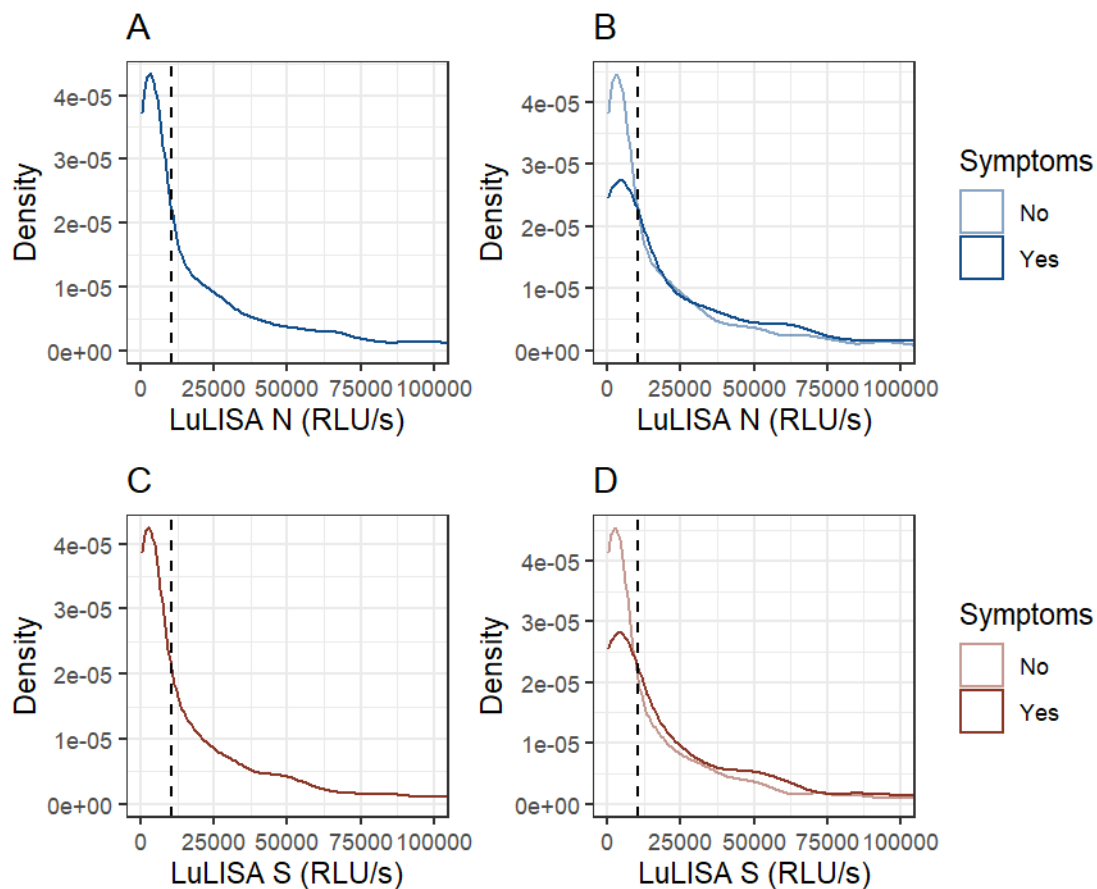 A
Density
4e-05
3e-05
2e-05
1e-05
0e+00
0 25000 50000 75000 100000
LuLISA N (RLU/s)
B
Density
4e-05
3e-05
2e-05
1e-05
0e+00
0 25000 50000 75000 100000
LuLISA N (RLU/s)
Symptoms
No
Yes
C
Density
4e-05
3e-05
2e-05
1e-05
0e+00
0 25000 50000 75000 100000
LuLISA S (RLU/s)
D
Density
4e-05
3e-05
2e-05
1e-05
0e+00
0 25000 50000 75000 100000
LuLISA S (RLU/s)
Symptoms
No
Yes